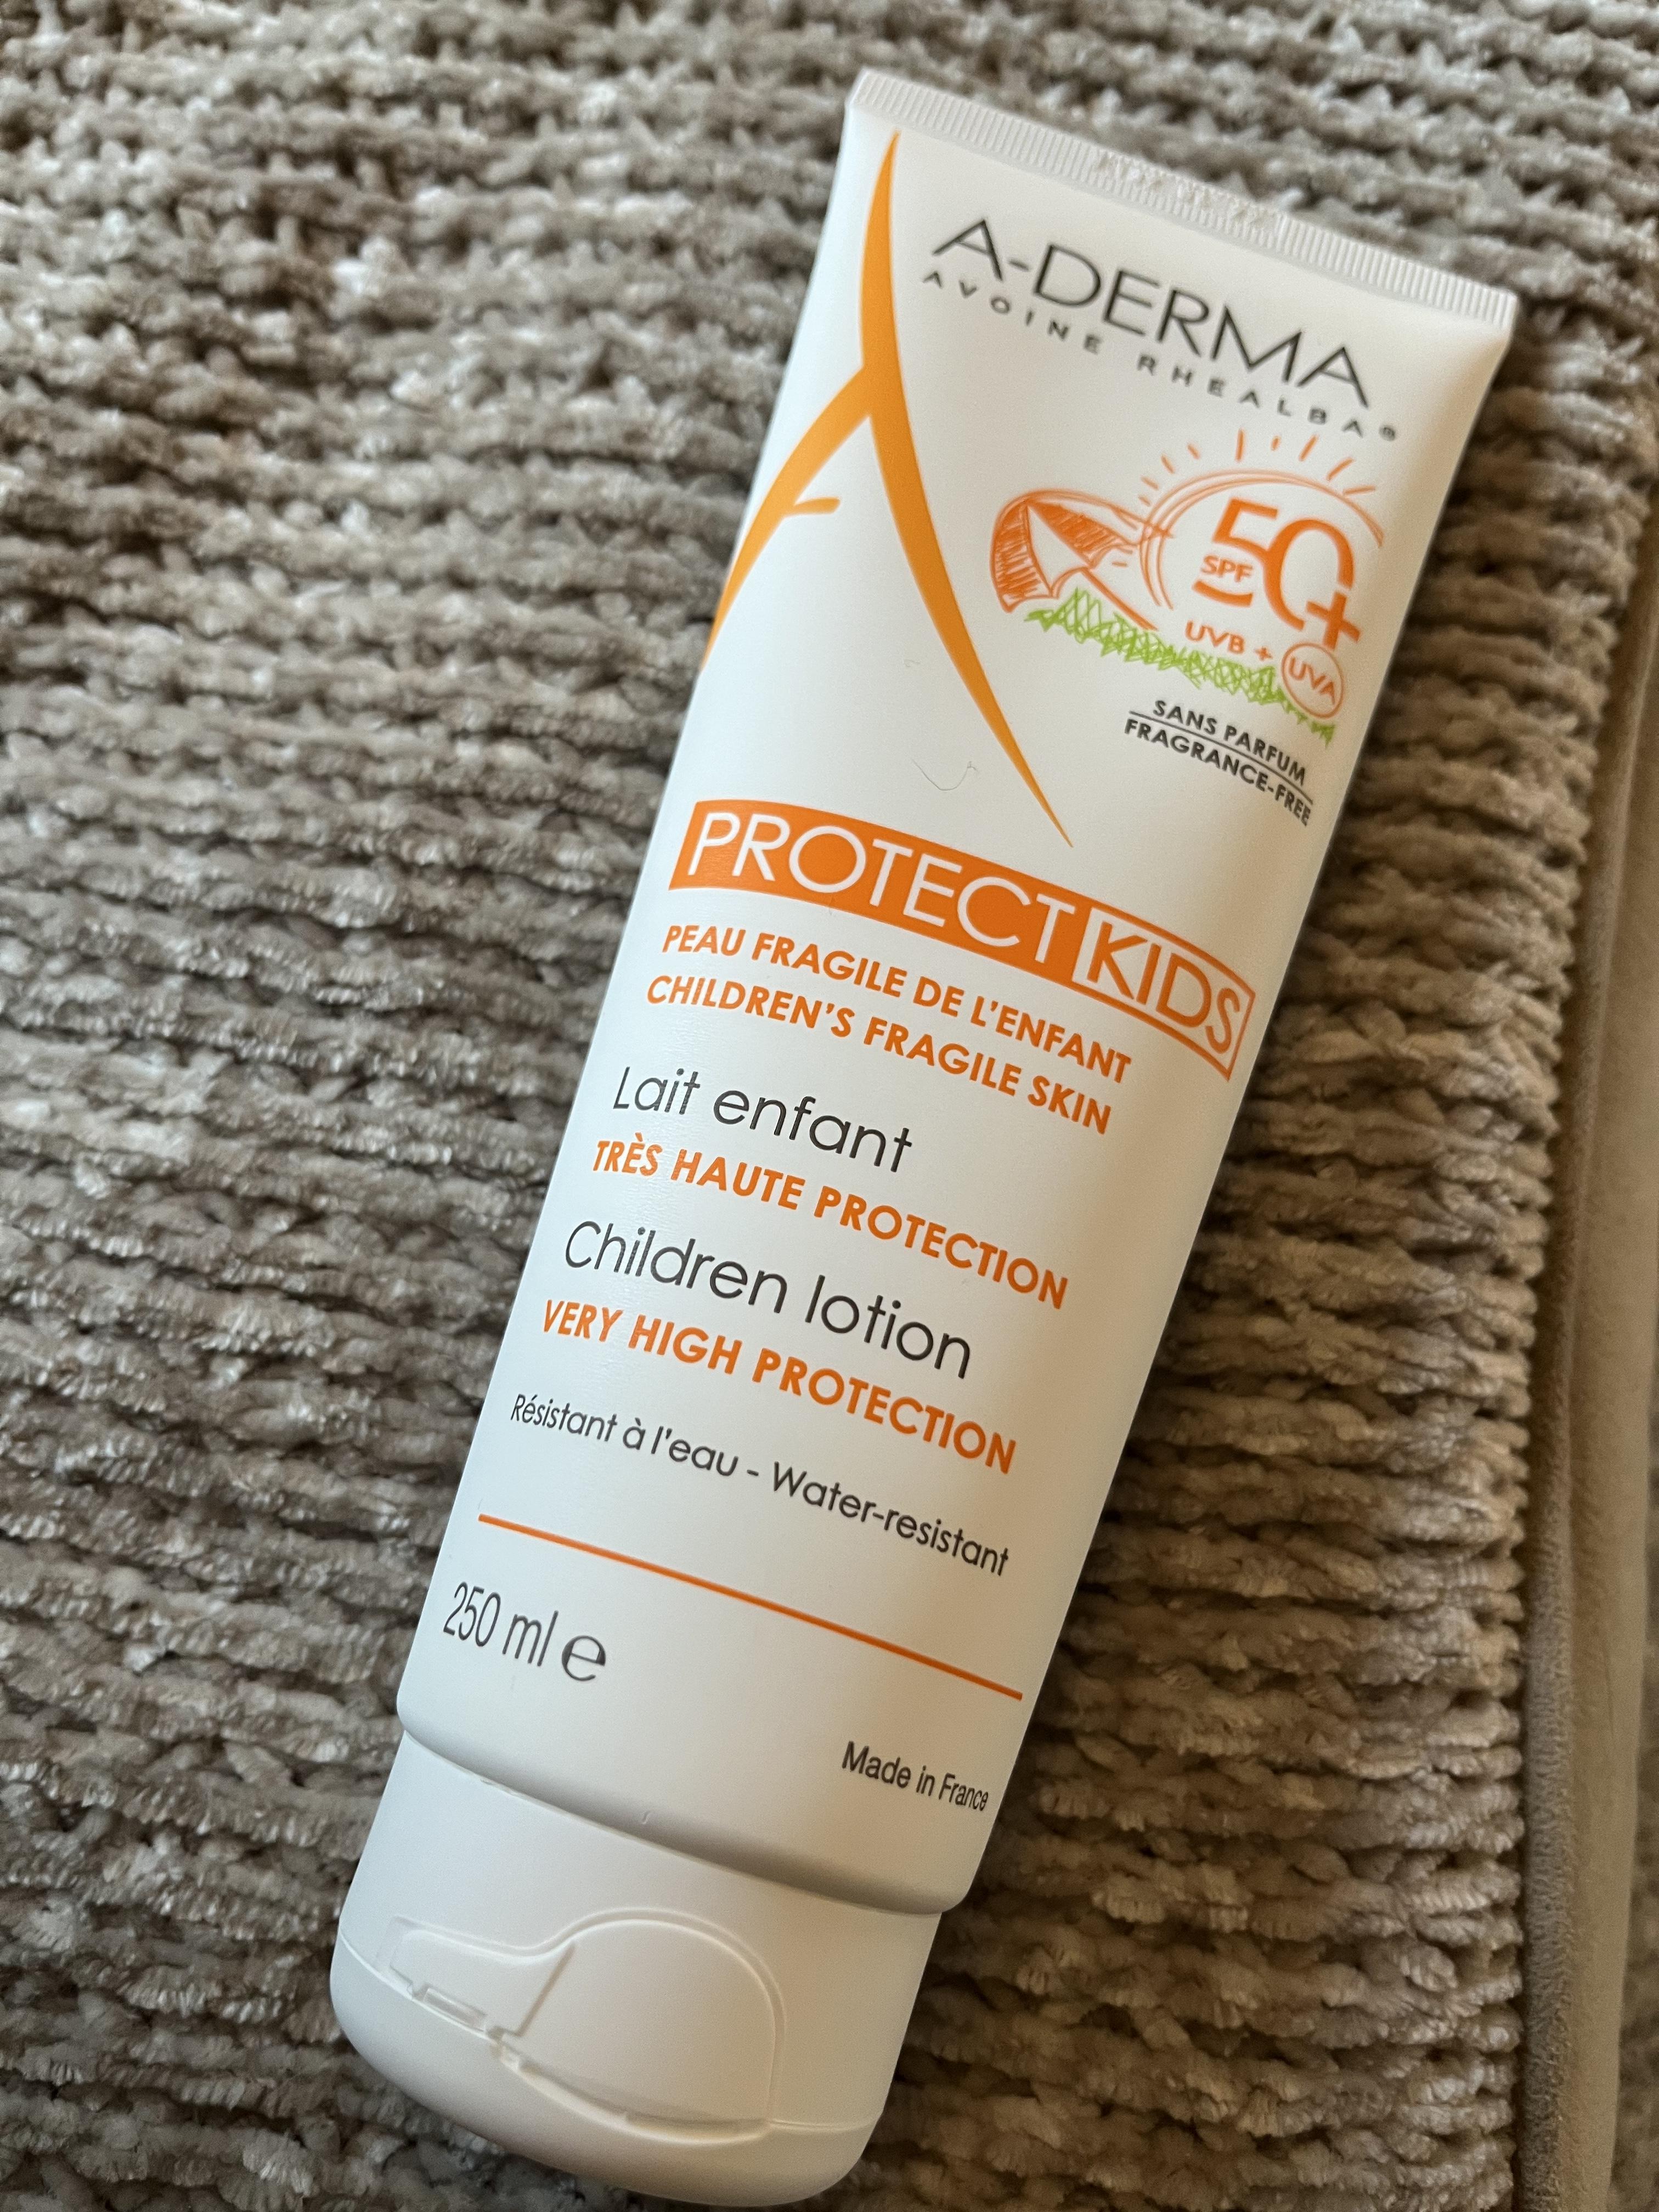 A-DERMA
AVOINE RHEALBA®
50+
SPF
UVB + UVA
SANS PARFUM
FRAGRANCE-FREE
PROTECT KIDS
PEAU FRAGILE DE L'ENFANT
CHILDREN'S FRAGILE SKIN
Lait enfant
TRÈS HAUTE PROTECTION
Children lotion
VERY HIGH PROTECTION
Résistant à l'eau - Water-resistant
250 ml e
Made in France